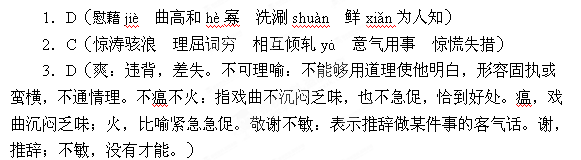 1. D（慰藉 jiè　曲高和 hè 寡　洗涮 shuàn　鲜 xiǎn 为人知）
2. C（惊涛骇浪　理屈词穷　相互倾轧 yà　意气用事　惊慌失措）
3. D（爽：违背，差失。不可理喻：不能够用道理使他明白，形容固执或
蛮横，不通情理。不瘟不火：指戏曲不沉闷乏味，也不急促，恰到好处。瘟，戏
曲沉闷乏味；火，比喻紧急急促。敬谢不敏：表示推辞做某件事的客气话。谢，
推辞；不敏，没有才能。）